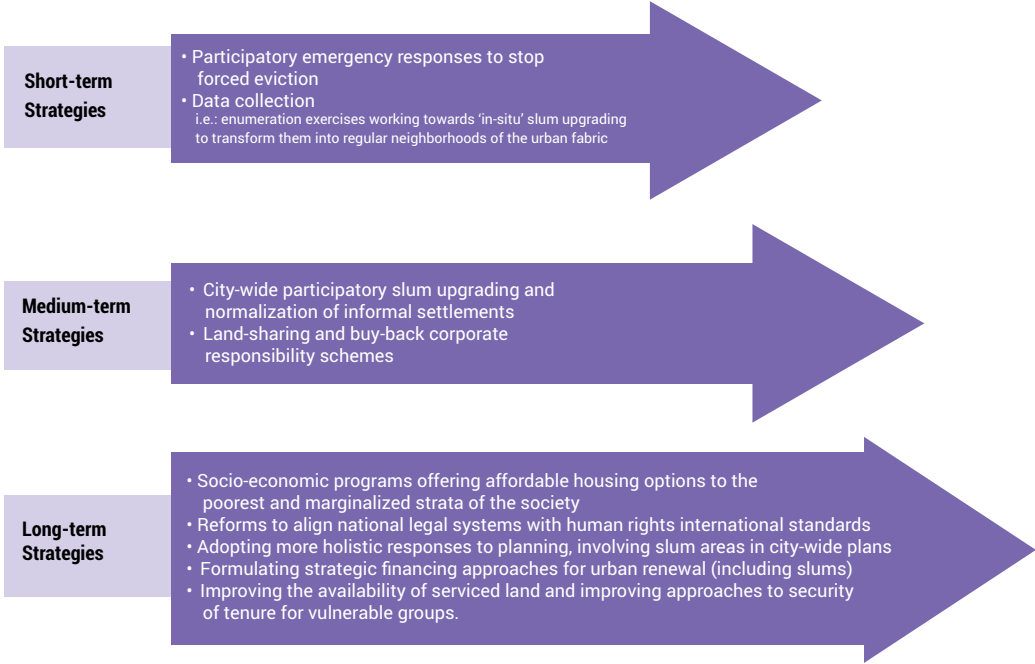 Short-term
Strategies
• Participatory emergency responses to stop
forced eviction
• Data collection
i.e.: enumeration exercises working towards ‘in-situ’ slum upgrading
to transform them into regular neighborhoods of the urban fabric
Medium-term
Strategies
• City-wide participatory slum upgrading and
normalization of informal settlements
• Land-sharing and buy-back corporate
responsibility schemes
Long-term
Strategies
• Socio-economic programs offering affordable housing options to the
poorest and marginalized strata of the society
• Reforms to align national legal systems with human rights international standards
• Adopting more holistic responses to planning, involving slum areas in city-wide plans
• Formulating strategic financing approaches for urban renewal (including slums)
• Improving the availability of serviced land and improving approaches to security
of tenure for vulnerable groups.